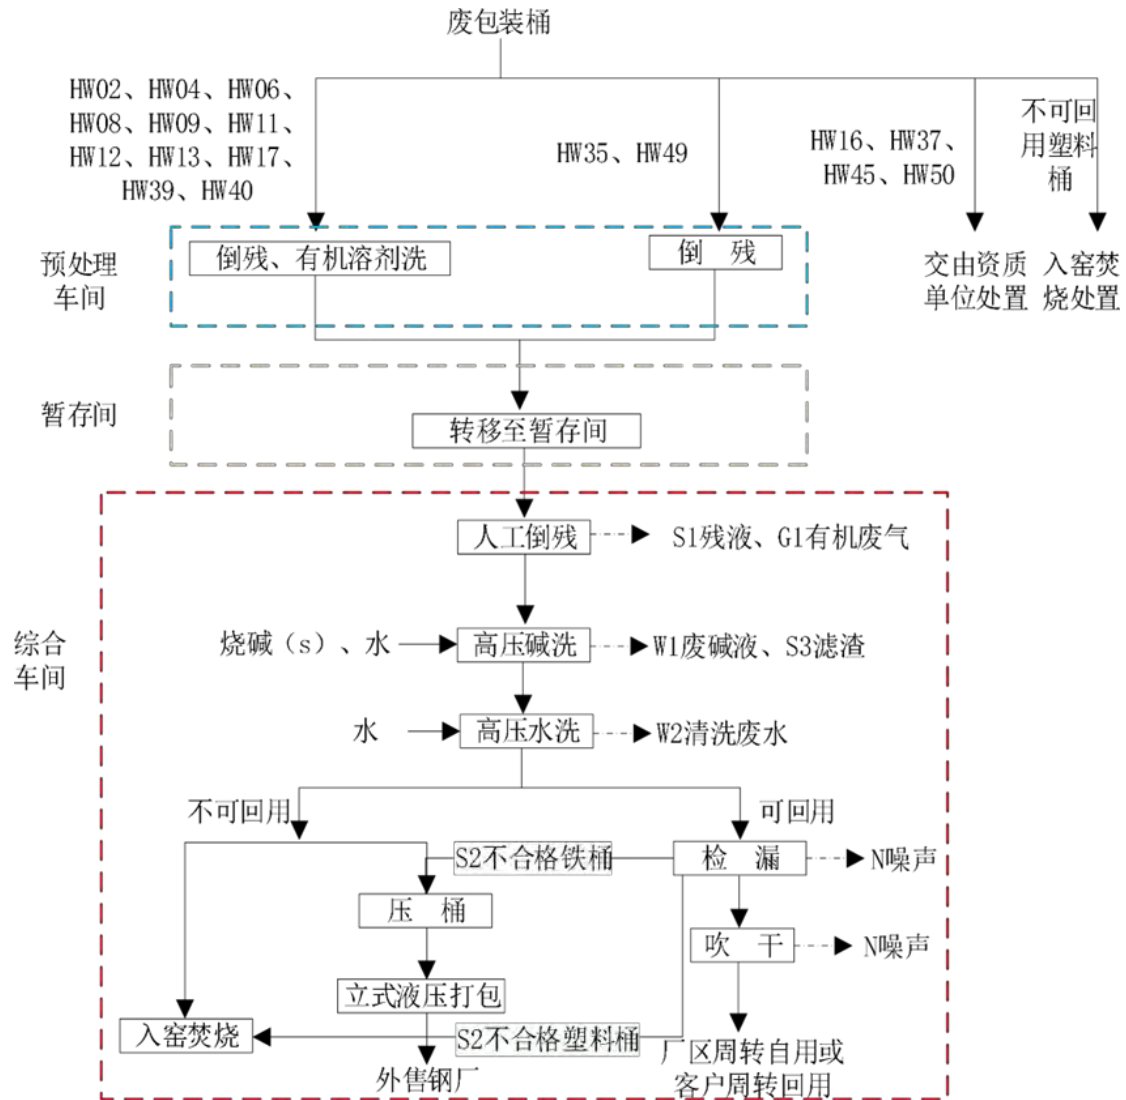 废包装桶
HW02、HW04、HW06、
HW08、HW09、HW11、
HW12、HW13、HW17、
HW39、HW40
HW35、HW49
HW16、HW37、
HW45、HW50
不可回
用塑料
桶
预处理
车间
倒残、有机溶剂洗
倒 残
交由资质
单位处置
入窑焚
烧处置
暂存间
转移至暂存间
综合
车间
人工倒残
S1残液、G1有机废气
烧碱（s）、水
高压碱洗
W1废碱液、S3滤渣
水
高压水洗
W2清洗废水
不可回用
可回用
S2不合格铁桶
检 漏
N噪声
压 桶
吹 干
N噪声
立式液压打包
入窑焚烧
S2不合格塑料桶
外售钢厂
厂区周转自用或
客户周转回用